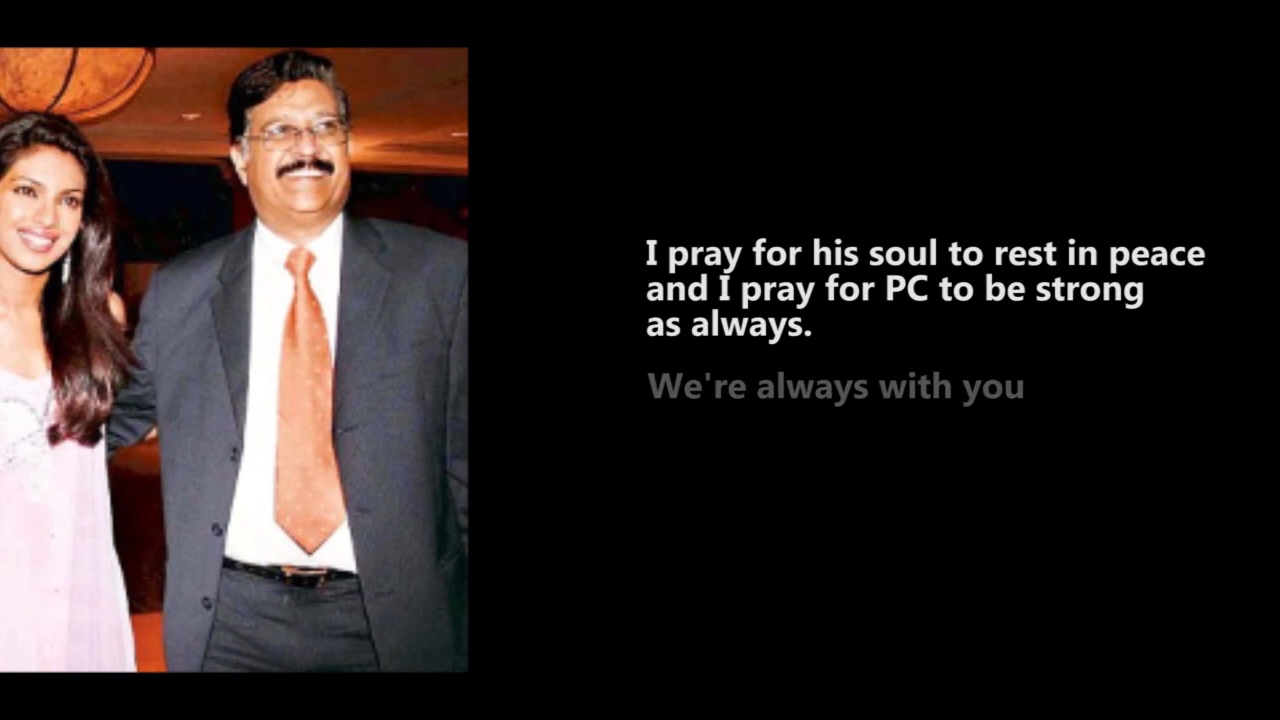 I pray for his soul to rest in peace
and I pray for PC to be strong
as always.
We're always with you